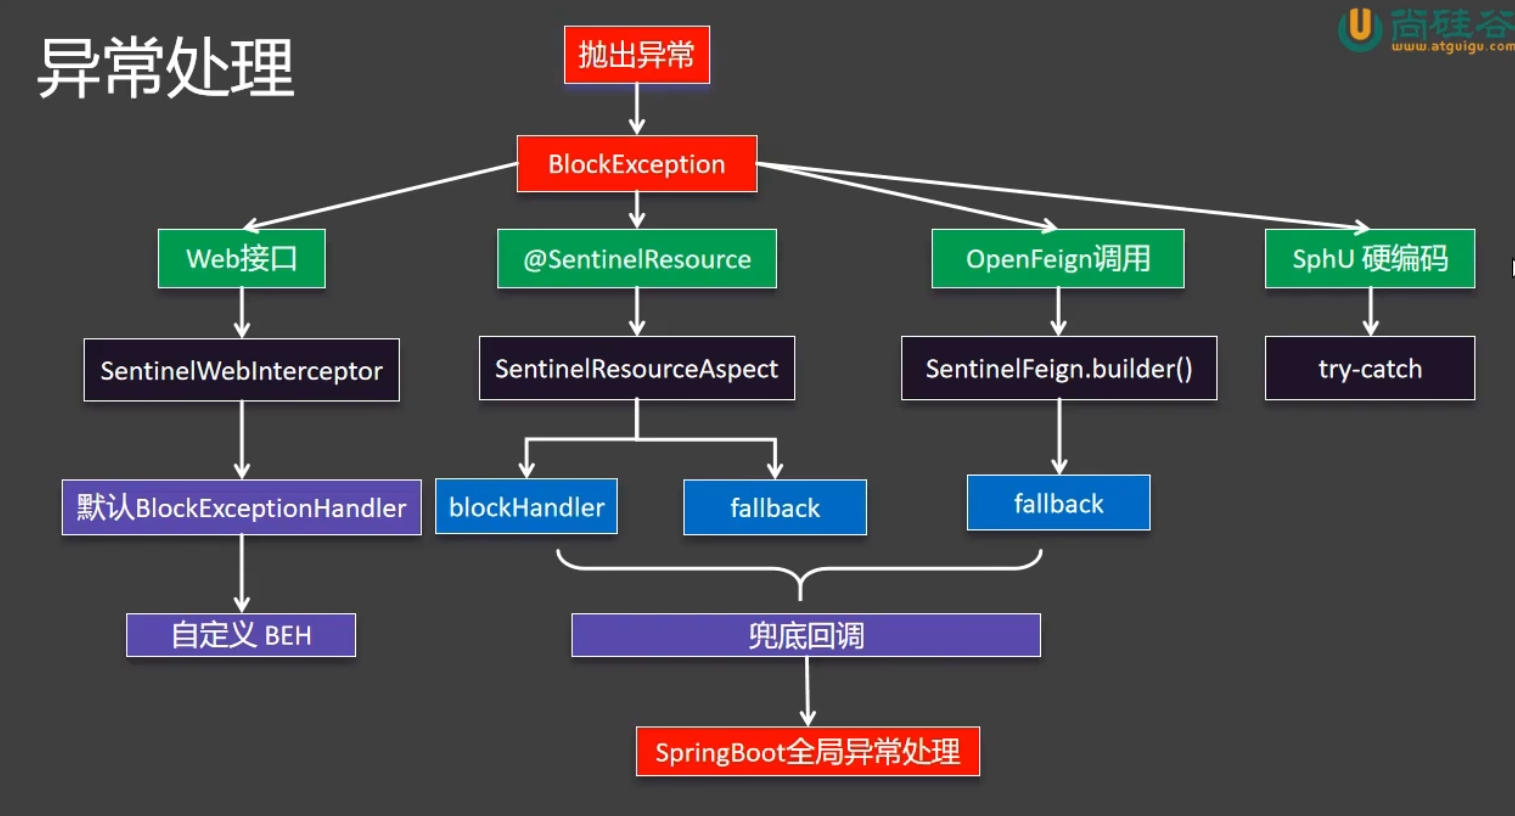 异常处理
尚硅谷
www.atguigu.com
抛出异常
BlockException
Web接口
@SentinelResource
OpenFeign调用
SphU 硬编码
SentinelWebInterceptor
SentinelResourceAspect
SentinelFeign.builder()
try-catch
默认BlockExceptionHandler
blockHandler
fallback
fallback
自定义 BEH
兜底回调
SpringBoot全局异常处理